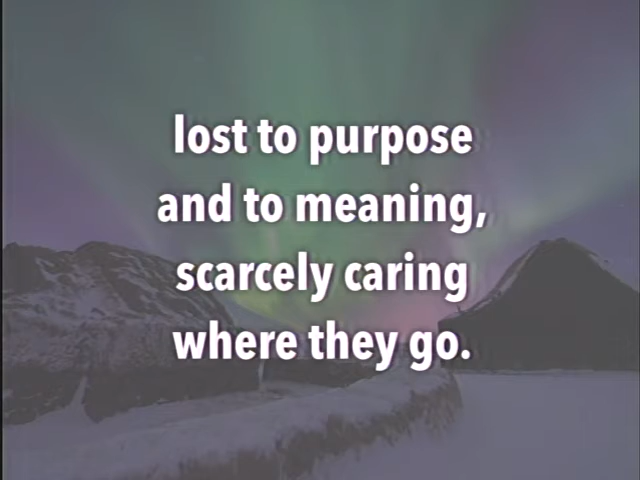 lost to purpose
and to meaning,
scarcely caring
where they go.